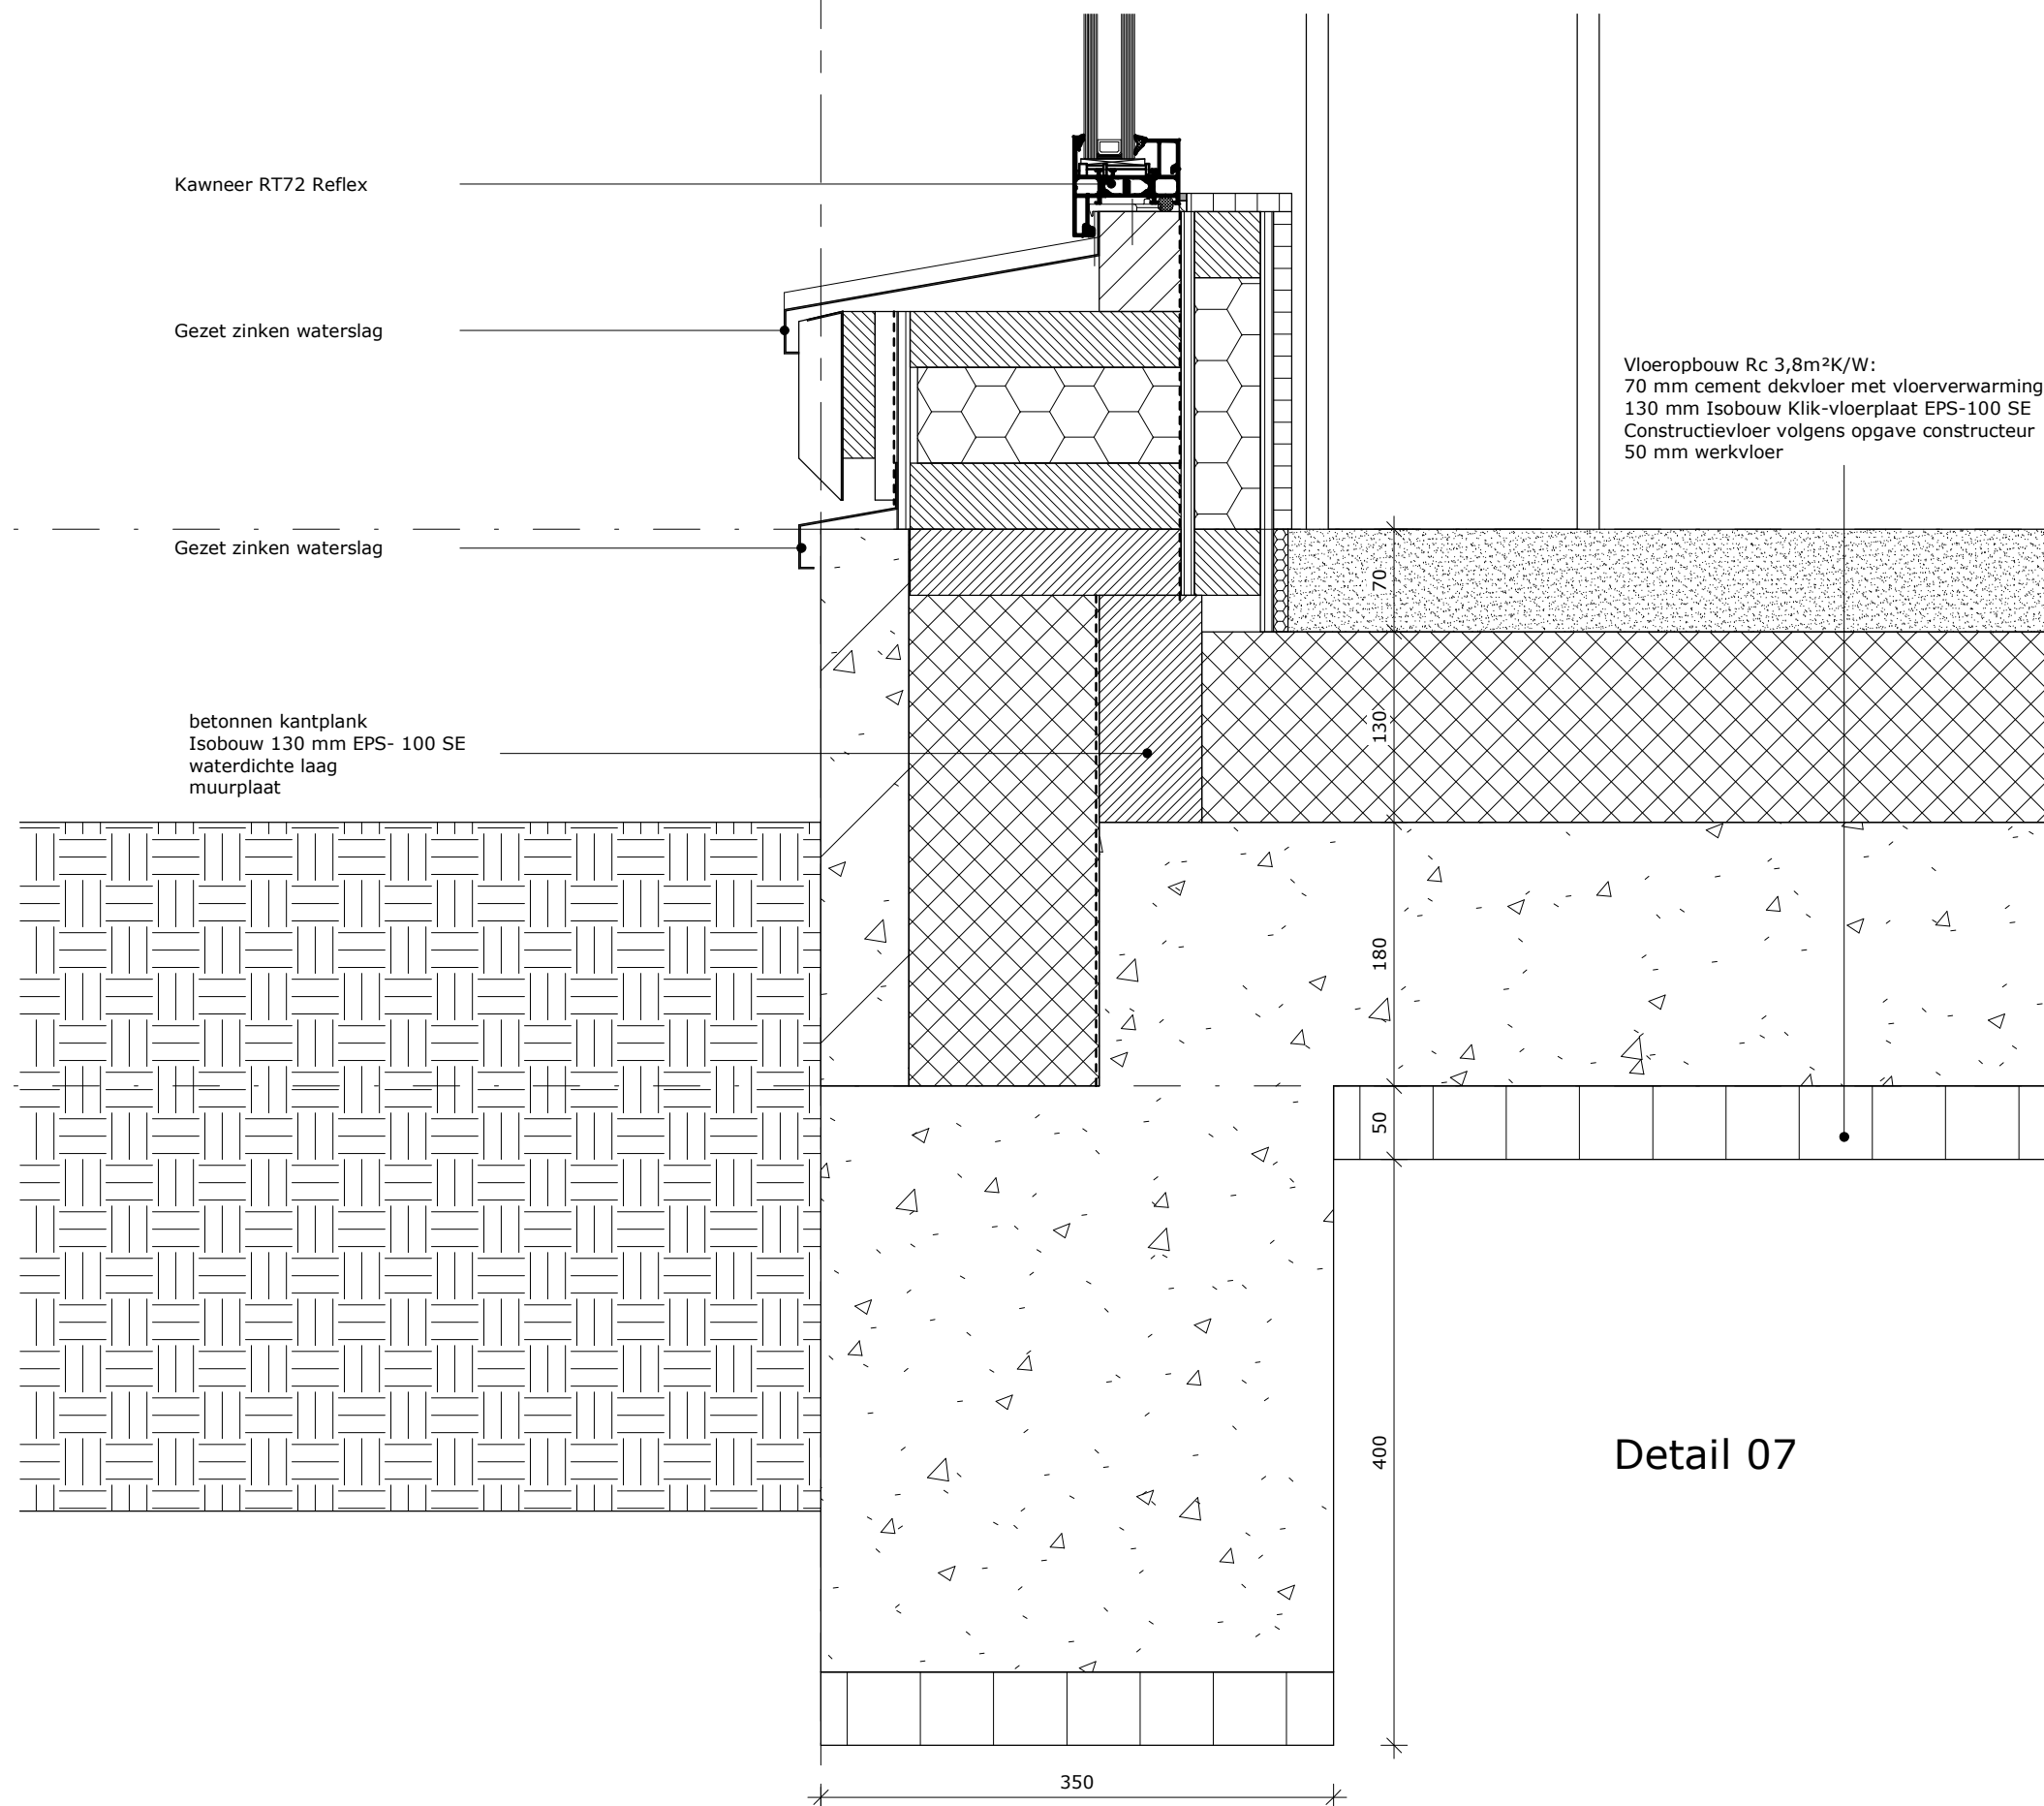 Kawneer RT72 Reflex
Gezet zinken waterslag
Vloeropbouw Rc 3,8m²K/W:
70 mm cement dekvloer met vloerverwarming
130 mm Isobouw Klik-vloerplaat EPS-100 SE
Constructievloer volgens opgave constructeur
50 mm werkvloer
Gezet zinken waterslag
70
betonnen kantplank
Isobouw 130 mm EPS- 100 SE
waterdichte laag
muurplaat
130
180
50
400
Detail 07
350